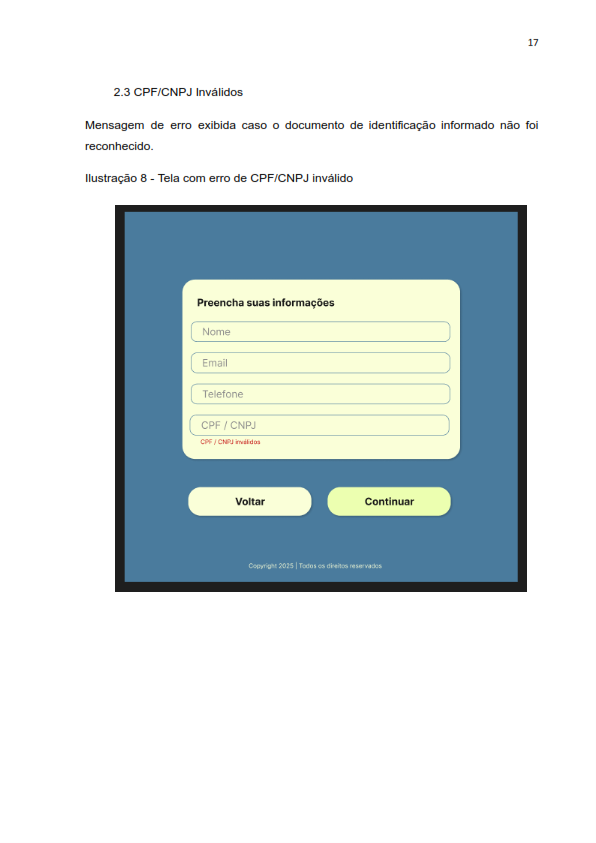 17
2.3 CPF/CNPJ Inválidos
Mensagem de erro exibida caso o documento de identificação informado não foi
reconhecido.
Ilustração 8 - Tela com erro de CPF/CNPJ inválido
Preencha suas informações
Nome
Email
Telefone
CPF / CNPJ
CPF / CNPJ inválidos
Voltar
Continuar
Copyright 2025 | Todos os direitos reservados